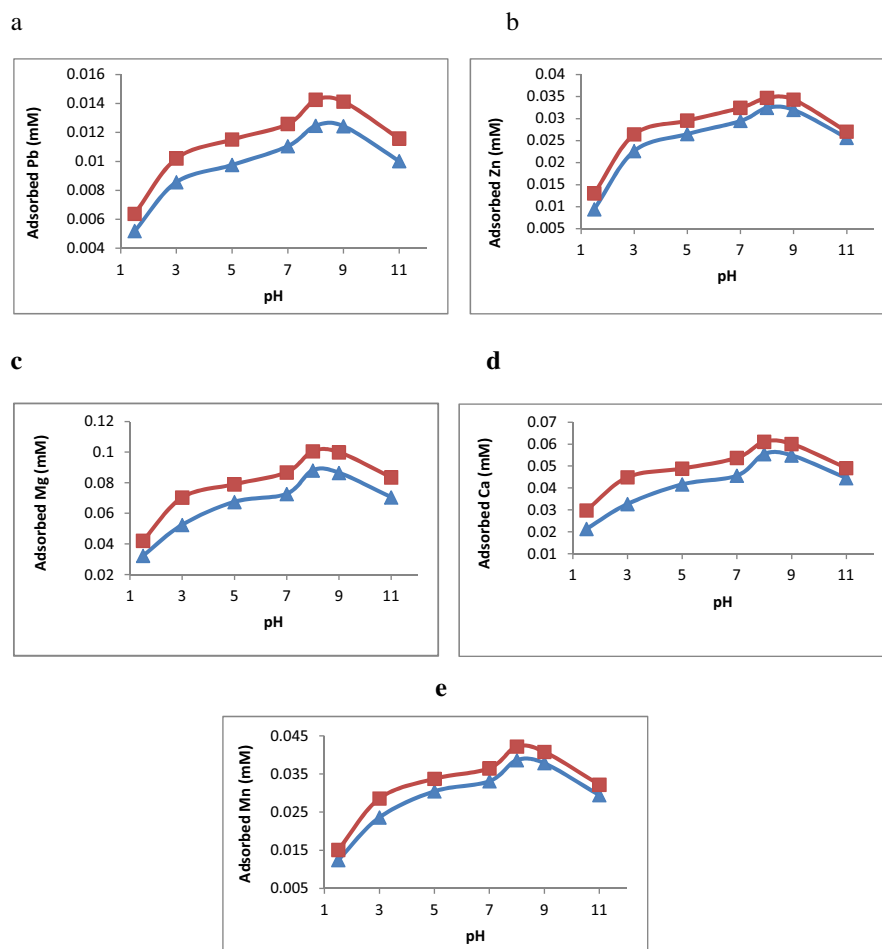 a
0.016
0.014
0.012
0.01
0.008
0.006
0.004
Adsorbed Pb (mM)
1 3 5 7 9 11
pH
b
0.04
0.035
0.03
0.025
0.02
0.015
0.01
0.005
Adsorbed Zn (mM)
1 3 5 7 9 11
pH
c
0.12
0.1
0.08
0.06
0.04
0.02
Adsorbed Mg (mM)
1 3 5 7 9 11
pH
d
0.07
0.06
0.05
0.04
0.03
0.02
0.01
Adsorbed Ca (mM)
1 3 5 7 9 11
pH
e
0.045
0.035
0.025
0.015
0.005
Adsorbed Mn (mM)
1 3 5 7 9 11
pH